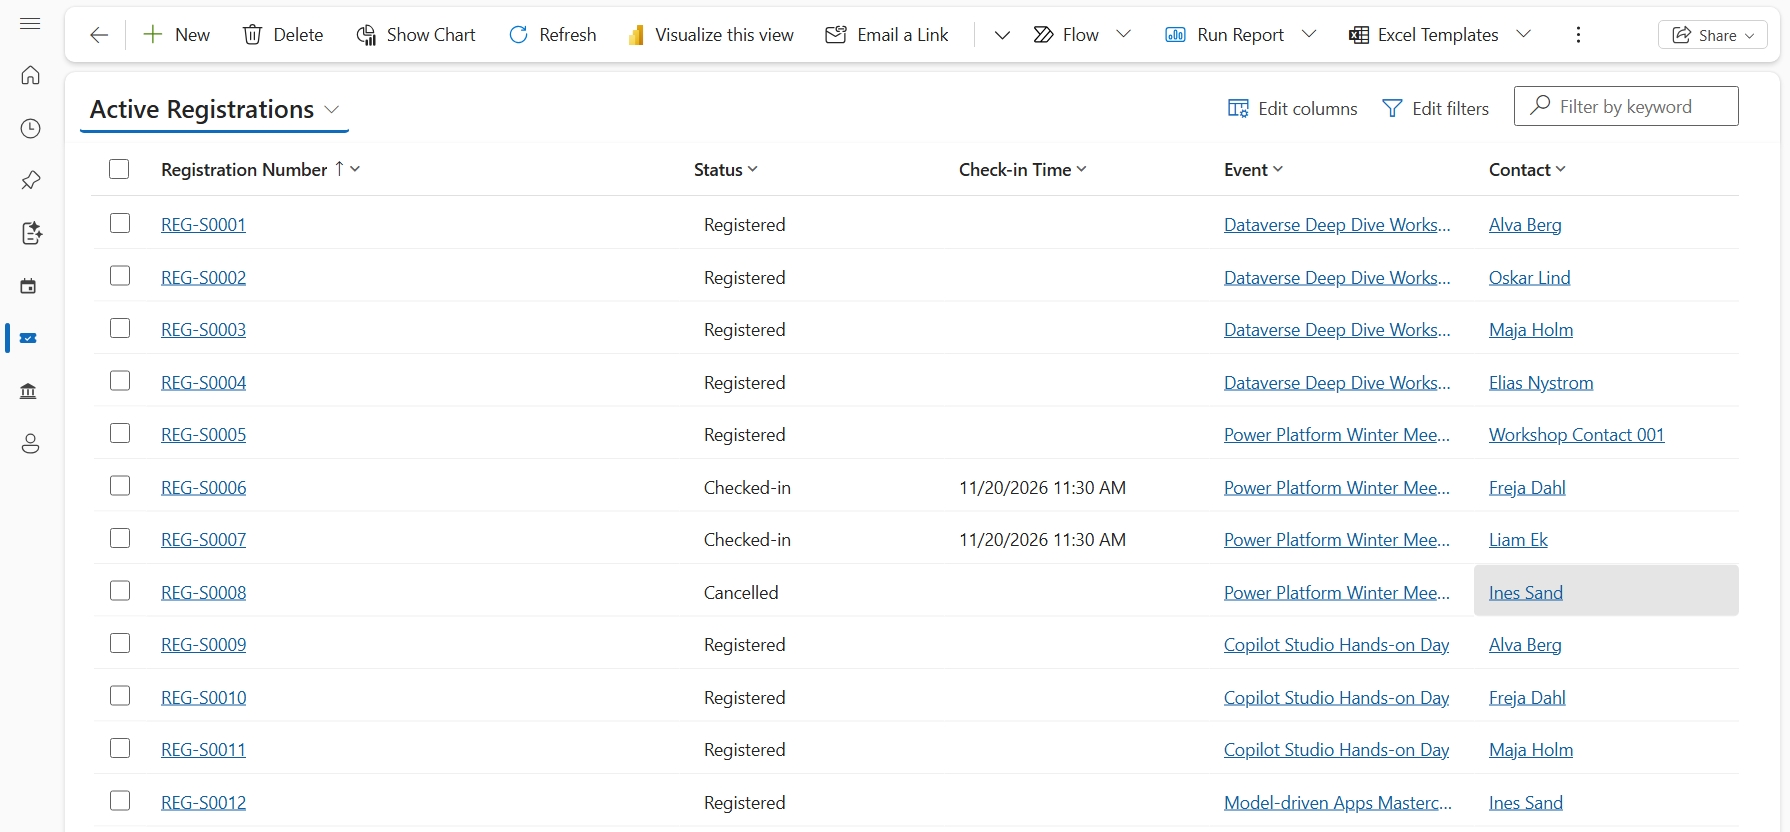 New Delete Show Chart Refresh Visualize this view Email a Link Flow Run Report Excel Templates Share
Active Registrations Edit columns Edit filters Filter by keyword
Registration Number ↑ Status Check-in Time Event Contact
REG-S0001 Registered Dataverse Deep Dive Works... Alva Berg
REG-S0002 Registered Dataverse Deep Dive Works... Oskar Lind
REG-S0003 Registered Dataverse Deep Dive Works... Maja Holm
REG-S0004 Registered Dataverse Deep Dive Works... Elias Nystrom
REG-S0005 Registered Power Platform Winter Mee... Workshop Contact 001
REG-S0006 Checked-in 11/20/2026 11:30 AM Power Platform Winter Mee... Freja Dahl
REG-S0007 Checked-in 11/20/2026 11:30 AM Power Platform Winter Mee... Liam Ek
REG-S0008 Cancelled Power Platform Winter Mee... Ines Sand
REG-S0009 Registered Copilot Studio Hands-on Day Alva Berg
REG-S0010 Registered Copilot Studio Hands-on Day Freja Dahl
REG-S0011 Registered Copilot Studio Hands-on Day Maja Holm
REG-S0012 Registered Model-driven Apps Masterc... Ines Sand